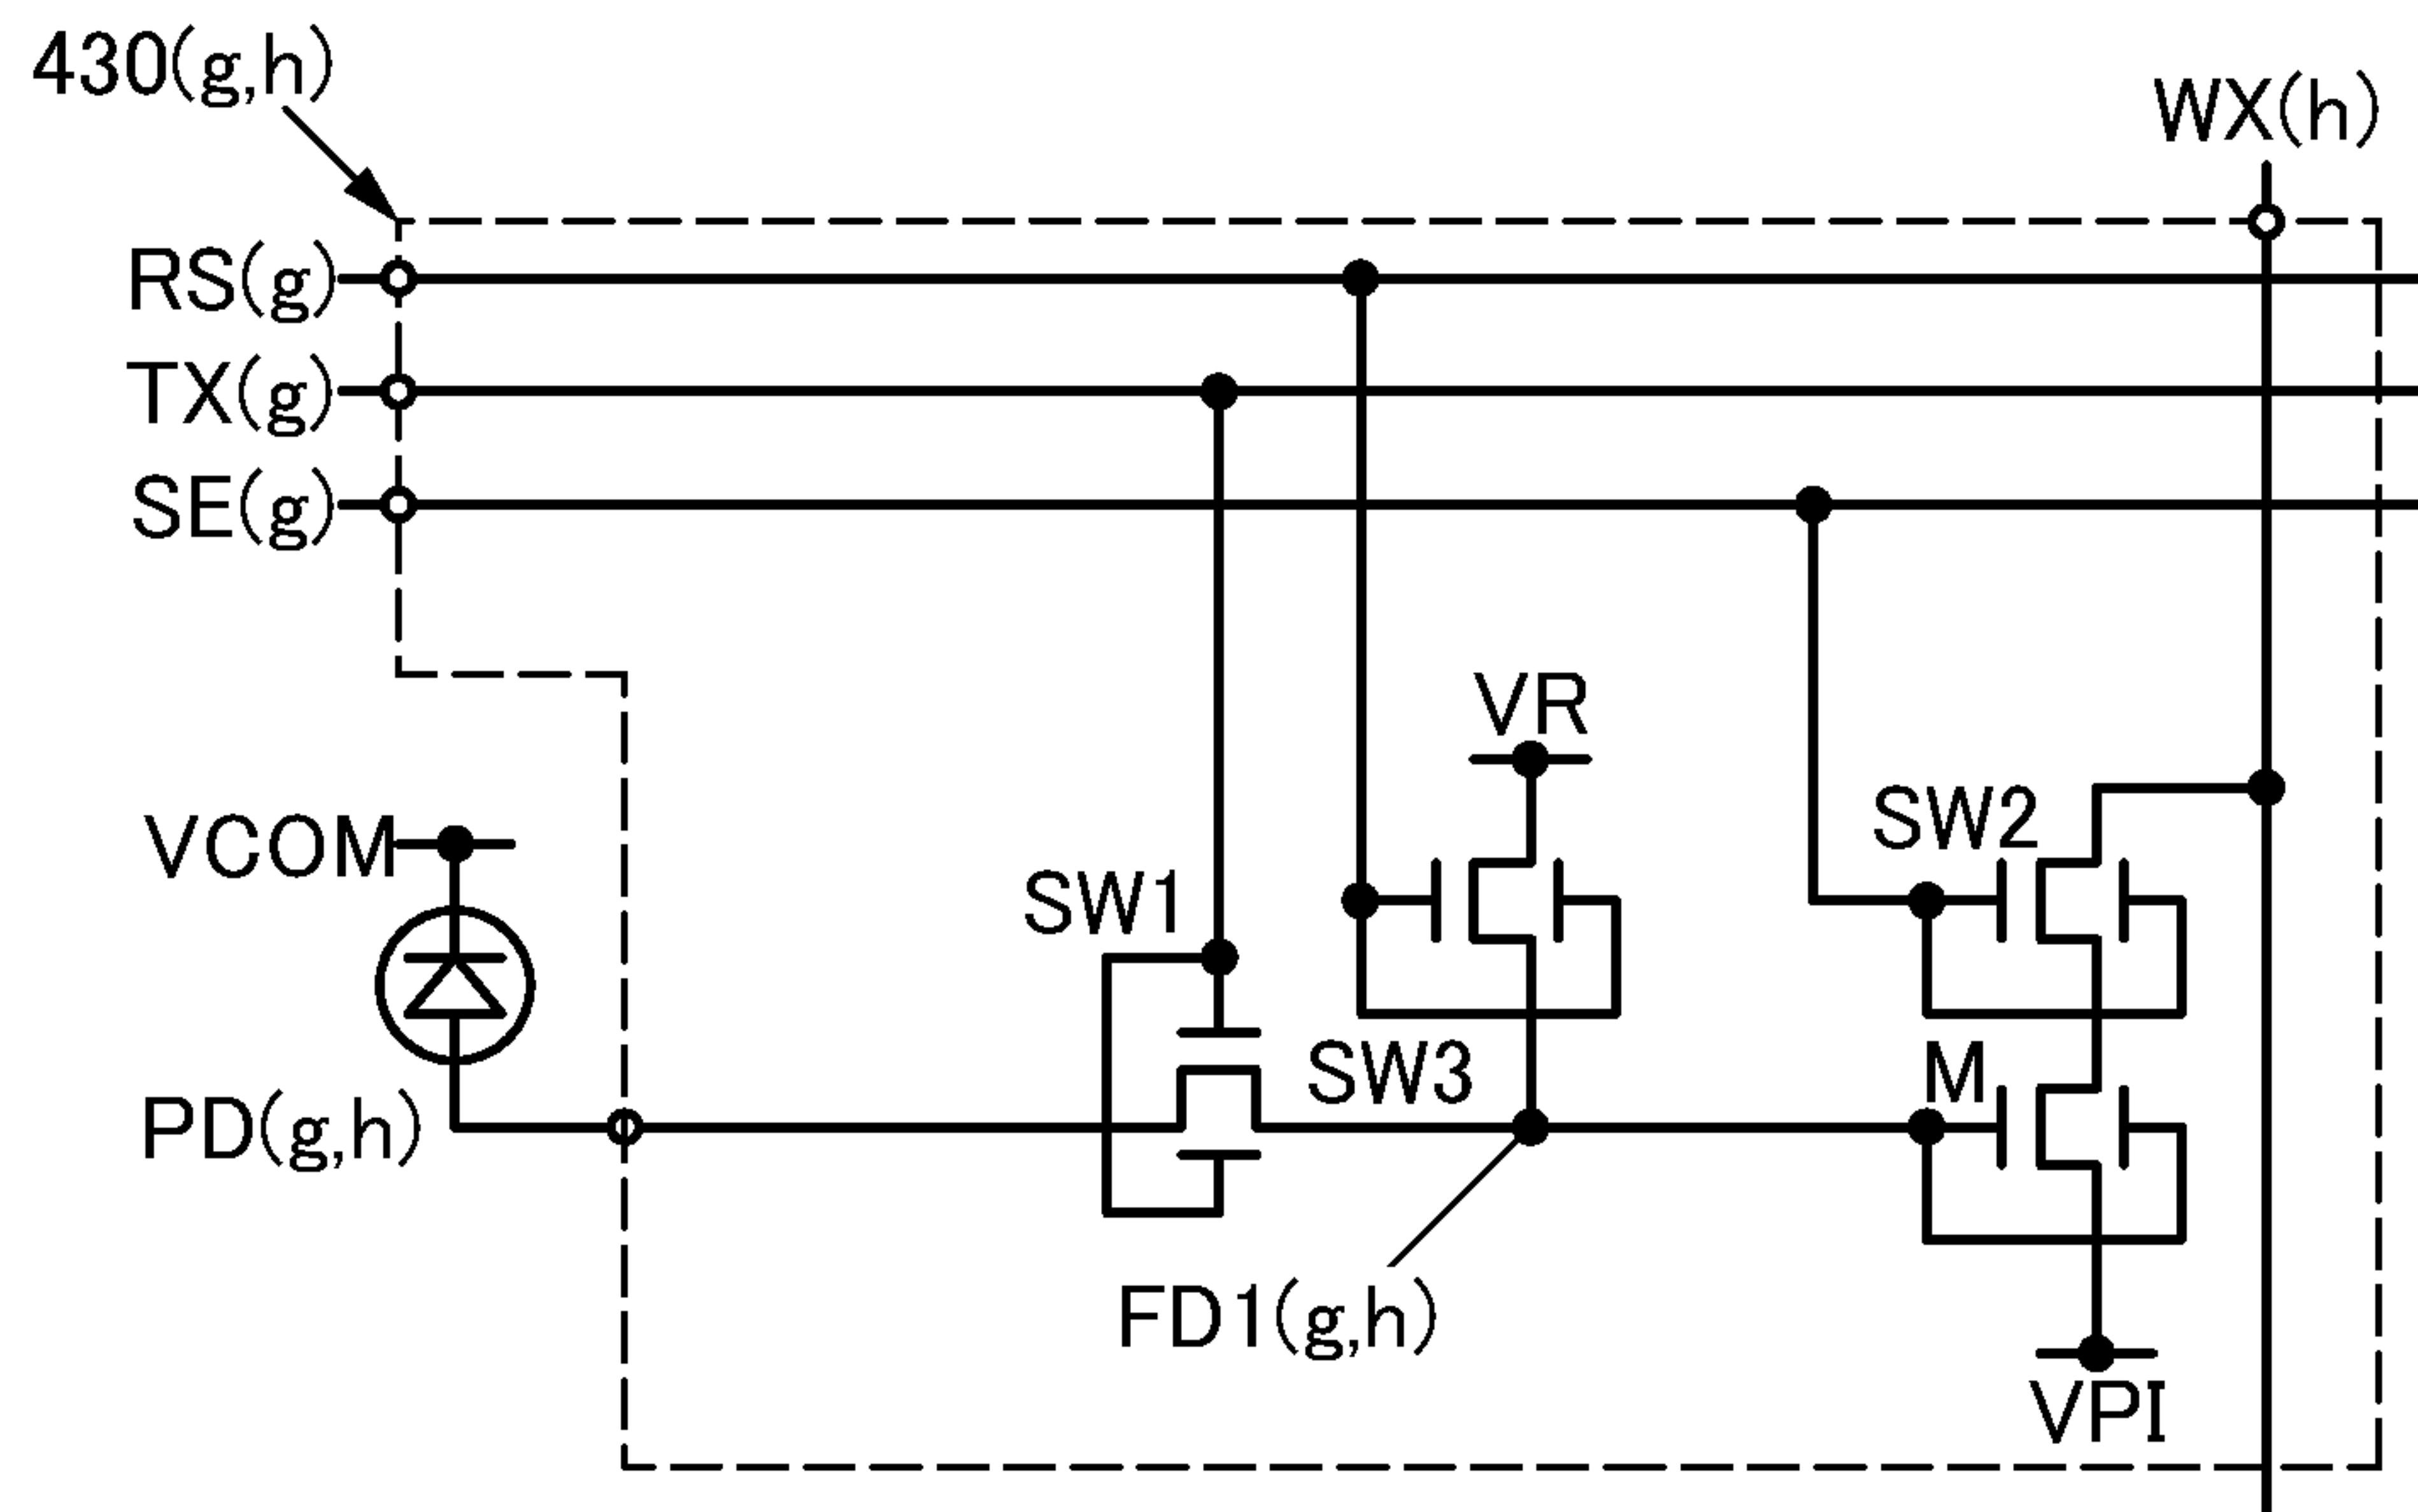 430(g,h)
WX(h)
RS(g)
TX(g)
SE(g)
VR
VCOM
SW2
SW1
SW3
M
PD(g,h)
FD1(g,h)
VPI